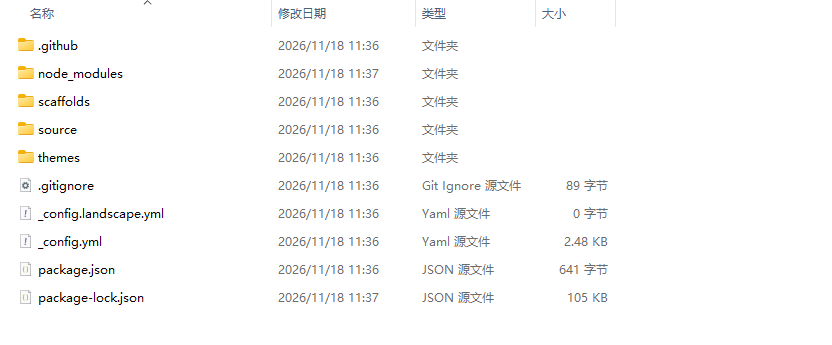 名称 修改日期 类型 大小
.github 2026/11/18 11:36 文件夹
node_modules 2026/11/18 11:37 文件夹
scaffolds 2026/11/18 11:36 文件夹
source 2026/11/18 11:36 文件夹
themes 2026/11/18 11:36 文件夹
.gitignore 2026/11/18 11:36 Git Ignore 源文件 89 字节
_config.landscape.yml 2026/11/18 11:36 Yaml 源文件 0 字节
_config.yml 2026/11/18 11:36 Yaml 源文件 2.48 KB
package.json 2026/11/18 11:36 JSON 源文件 641 字节
package-lock.json 2026/11/18 11:37 JSON 源文件 105 KB